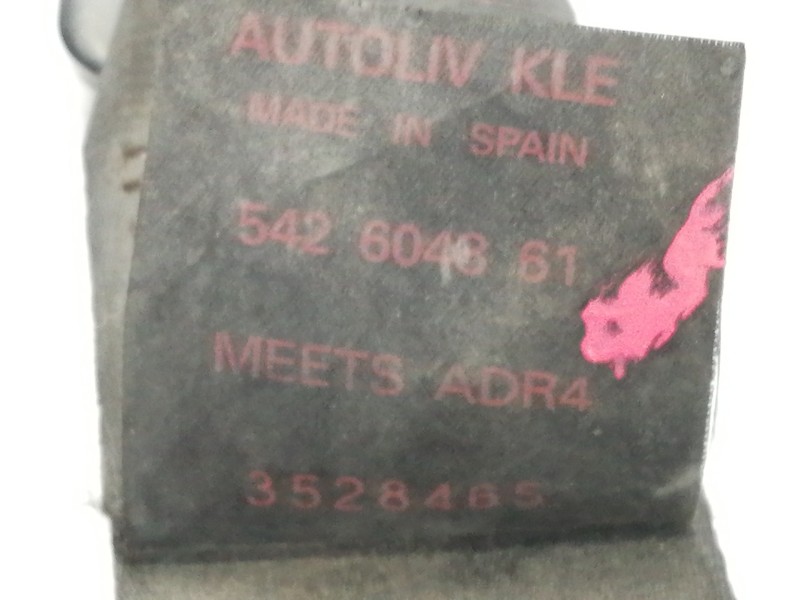 AUTOLIV KLE
MADE IN SPAIN
542 6046 61
MEETS ADR4
3528465